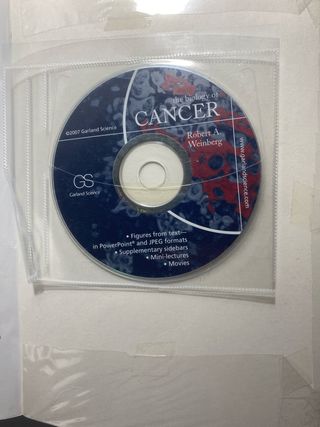 the biology of
CANCER
©2007 Garland Science
Robert A.
Weinberg
www.garlandscience.com
GS
Garland Science
• Figures from text—
in PowerPoint® and JPEG formats
• Supplementary sidebars
• Mini-lectures
• Movies